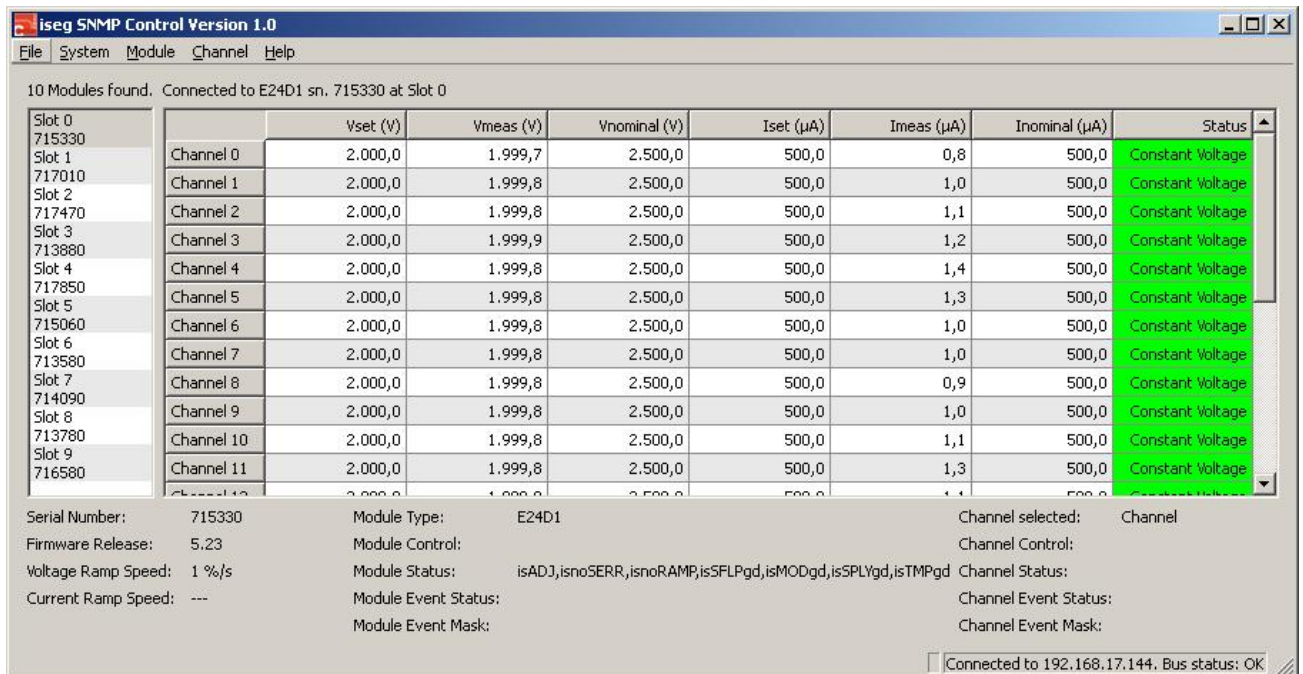 iseg SNMP Control Version 1.0
File System Module Channel Help
10 Modules found. Connected to E24D1 sn. 715330 at Slot 0
Slot 0
715330
Slot 1
717010
Slot 2
717470
Slot 3
713880
Slot 4
717850
Slot 5
715060
Slot 6
713580
Slot 7
714090
Slot 8
713780
Slot 9
716580
Vset (V) Vmeas (V) Vnominal (V) Iset (µA) Imeas (µA) Inominal (µA) Status
Channel 0 2.000,0 1.999,7 2.500,0 500,0 0,8 500,0 Constant Voltage
Channel 1 2.000,0 1.999,8 2.500,0 500,0 1,0 500,0 Constant Voltage
Channel 2 2.000,0 1.999,8 2.500,0 500,0 1,1 500,0 Constant Voltage
Channel 3 2.000,0 1.999,9 2.500,0 500,0 1,2 500,0 Constant Voltage
Channel 4 2.000,0 1.999,8 2.500,0 500,0 1,4 500,0 Constant Voltage
Channel 5 2.000,0 1.999,8 2.500,0 500,0 1,3 500,0 Constant Voltage
Channel 6 2.000,0 1.999,8 2.500,0 500,0 1,0 500,0 Constant Voltage
Channel 7 2.000,0 1.999,8 2.500,0 500,0 1,0 500,0 Constant Voltage
Channel 8 2.000,0 1.999,8 2.500,0 500,0 0,9 500,0 Constant Voltage
Channel 9 2.000,0 1.999,8 2.500,0 500,0 1,0 500,0 Constant Voltage
Channel 10 2.000,0 1.999,8 2.500,0 500,0 1,1 500,0 Constant Voltage
Channel 11 2.000,0 1.999,8 2.500,0 500,0 1,3 500,0 Constant Voltage
Serial Number: 715330 Module Type: E24D1 Channel selected: Channel
Firmware Release: 5.23 Module Control: Channel Control:
Voltage Ramp Speed: 1 %/s Module Status: isADJ,isnoSERR,isnoRAMP,isSFLPgd,isMODgd,isSPLYgd,isTMPgd Channel Status:
Current Ramp Speed: --- Module Event Status: Channel Event Status:
Module Event Mask: Channel Event Mask:
Connected to 192.168.17.144. Bus status: OK